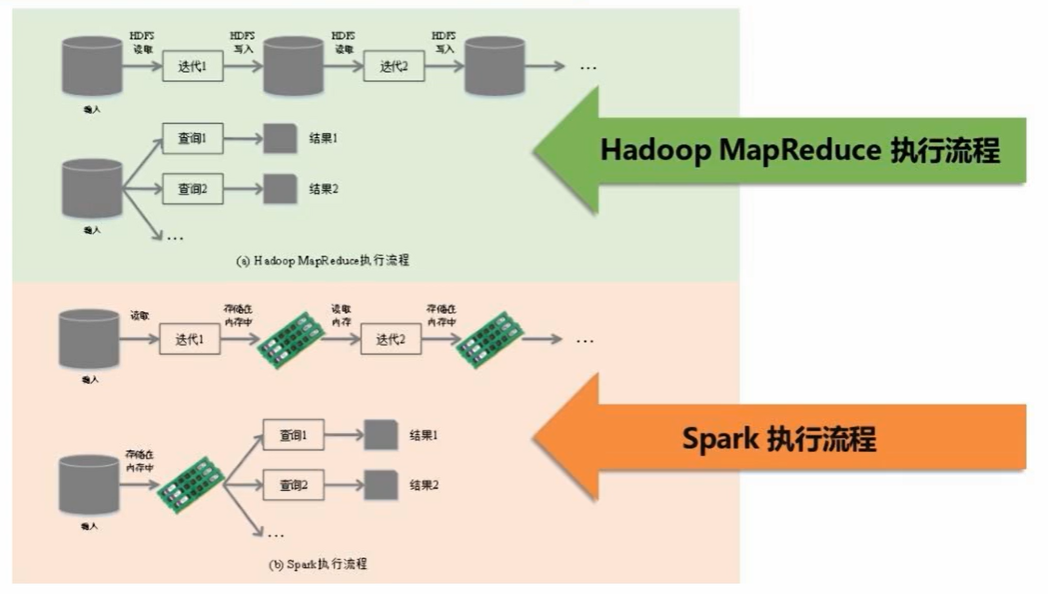 HDFS
读取
HDFS
写入
HDFS
读取
HDFS
写入
迭代1
迭代2
...
输入
查询1
结果1
查询2
结果2
输入
...
(a) Hadoop MapReduce执行流程
Hadoop MapReduce 执行流程
读取
存储在
内存中
读取
内存
存储在
内存中
迭代1
迭代2
...
输入
存储在
内存中
查询1
结果1
查询2
结果2
输入
...
(b) Spark执行流程
Spark 执行流程